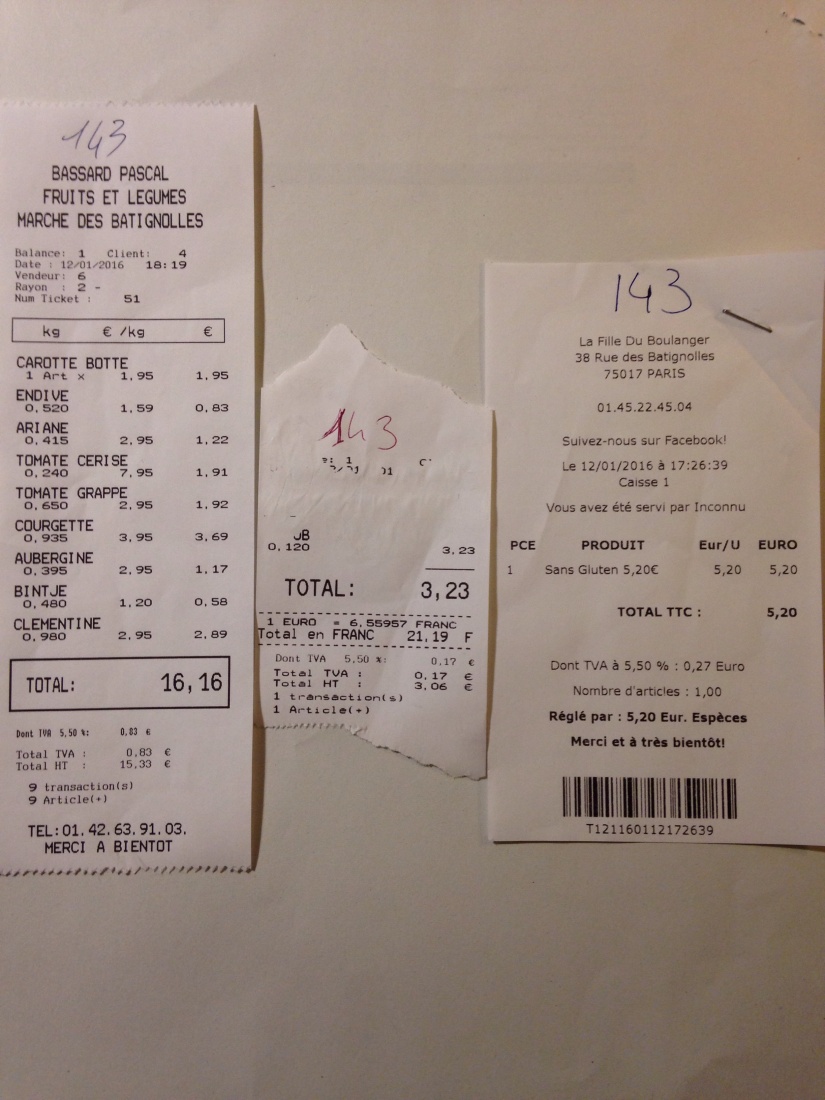 143
BASSARD PASCAL
FRUITS ET LEGUMES
MARCHE DES BATIGNOLLES
Balance: 1 Client: 4
Date : 12/01/2016 18:19
Vendeur: 6
Rayon : 2 -
Num Ticket : 51
kg € /kg €
CAROTTE BOTTE
1 Art x 1,95 1,95
ENDIVE
0,520 1,59 0,83
ARIANE
0,415 2,95 1,22
TOMATE CERISE
0,240 7,95 1,91
TOMATE GRAPPE
0,650 2,95 1,92
COURGETTE
0,935 3,95 3,69
AUBERGINE
0,395 2,95 1,17
BINTJE
0,480 1,20 0,58
CLEMENTINE
0,980 2,95 2,89
TOTAL: 16,16
Dont TVA 5,50 %: 0,83 €
Total TVA : 0,83 €
Total HT : 15,33 €
9 transaction(s)
9 Article(+)
TEL:01.42.63.91.03.
MERCI A BIENTOT
143
JB
0,120 3,23
TOTAL: 3,23
1 EURO = 6,55957 FRANC
Total en FRANC 21,19 F
Dont TVA 5,50 %: 0,17 €
Total TVA : 0,17 €
Total HT : 3,06 €
1 transaction(s)
1 Article(+)
143
La Fille Du Boulanger
38 Rue des Batignolles
75017 PARIS
01.45.22.45.04
Suivez-nous sur Facebook!
Le 12/01/2016 à 17:26:39
Caisse 1
Vous avez été servi par Inconnu
PCE PRODUIT Eur/U EURO
1 Sans Gluten 5,20€ 5,20 5,20
TOTAL TTC : 5,20
Dont TVA à 5,50 % : 0,27 Euro
Nombre d'articles : 1,00
Réglé par : 5,20 Eur. Espèces
Merci et à très bientôt!
T121160112172639